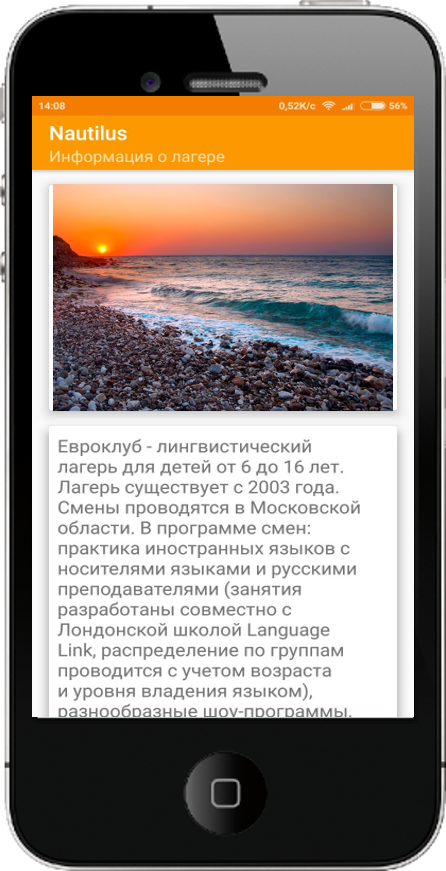 14:08 0,52K/с 56%
Nautilus
Информация о лагере
Евроклуб - лингвистический
лагерь для детей от 6 до 16 лет.
Лагерь существует с 2003 года.
Смены проводятся в Московской
области. В программе смен:
практика иностранных языков с
носителями языками и русскими
преподавателями (занятия
разработаны совместно с
Лондонской школой Language
Link, распределение по группам
проводится с учетом возраста
и уровня владения языком),
разнообразные шоу-программы,